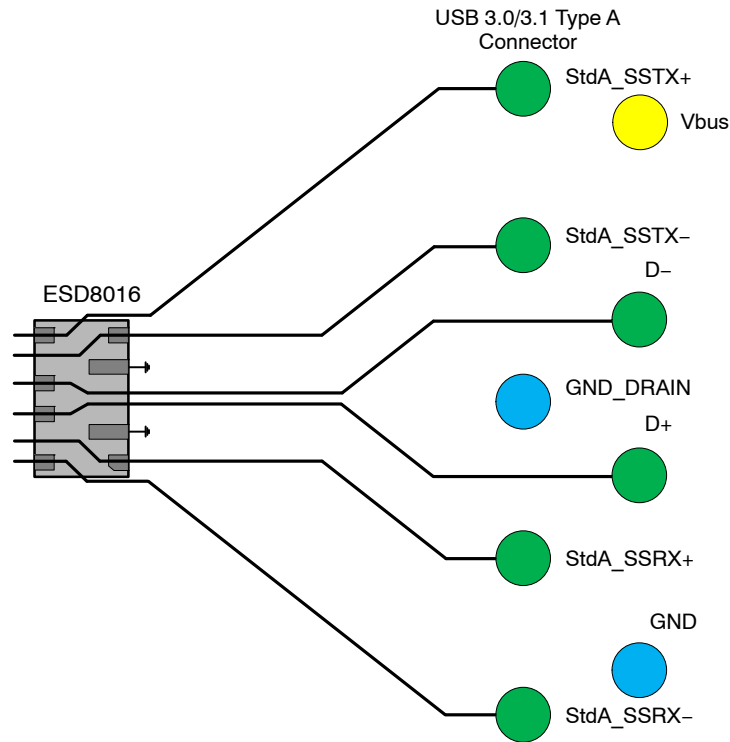 USB 3.0/3.1 Type A
Connector
StdA_SSTX+
Vbus
StdA_SSTX−
D−
ESD8016
GND_DRAIN
D+
StdA_SSRX+
GND
StdA_SSRX−